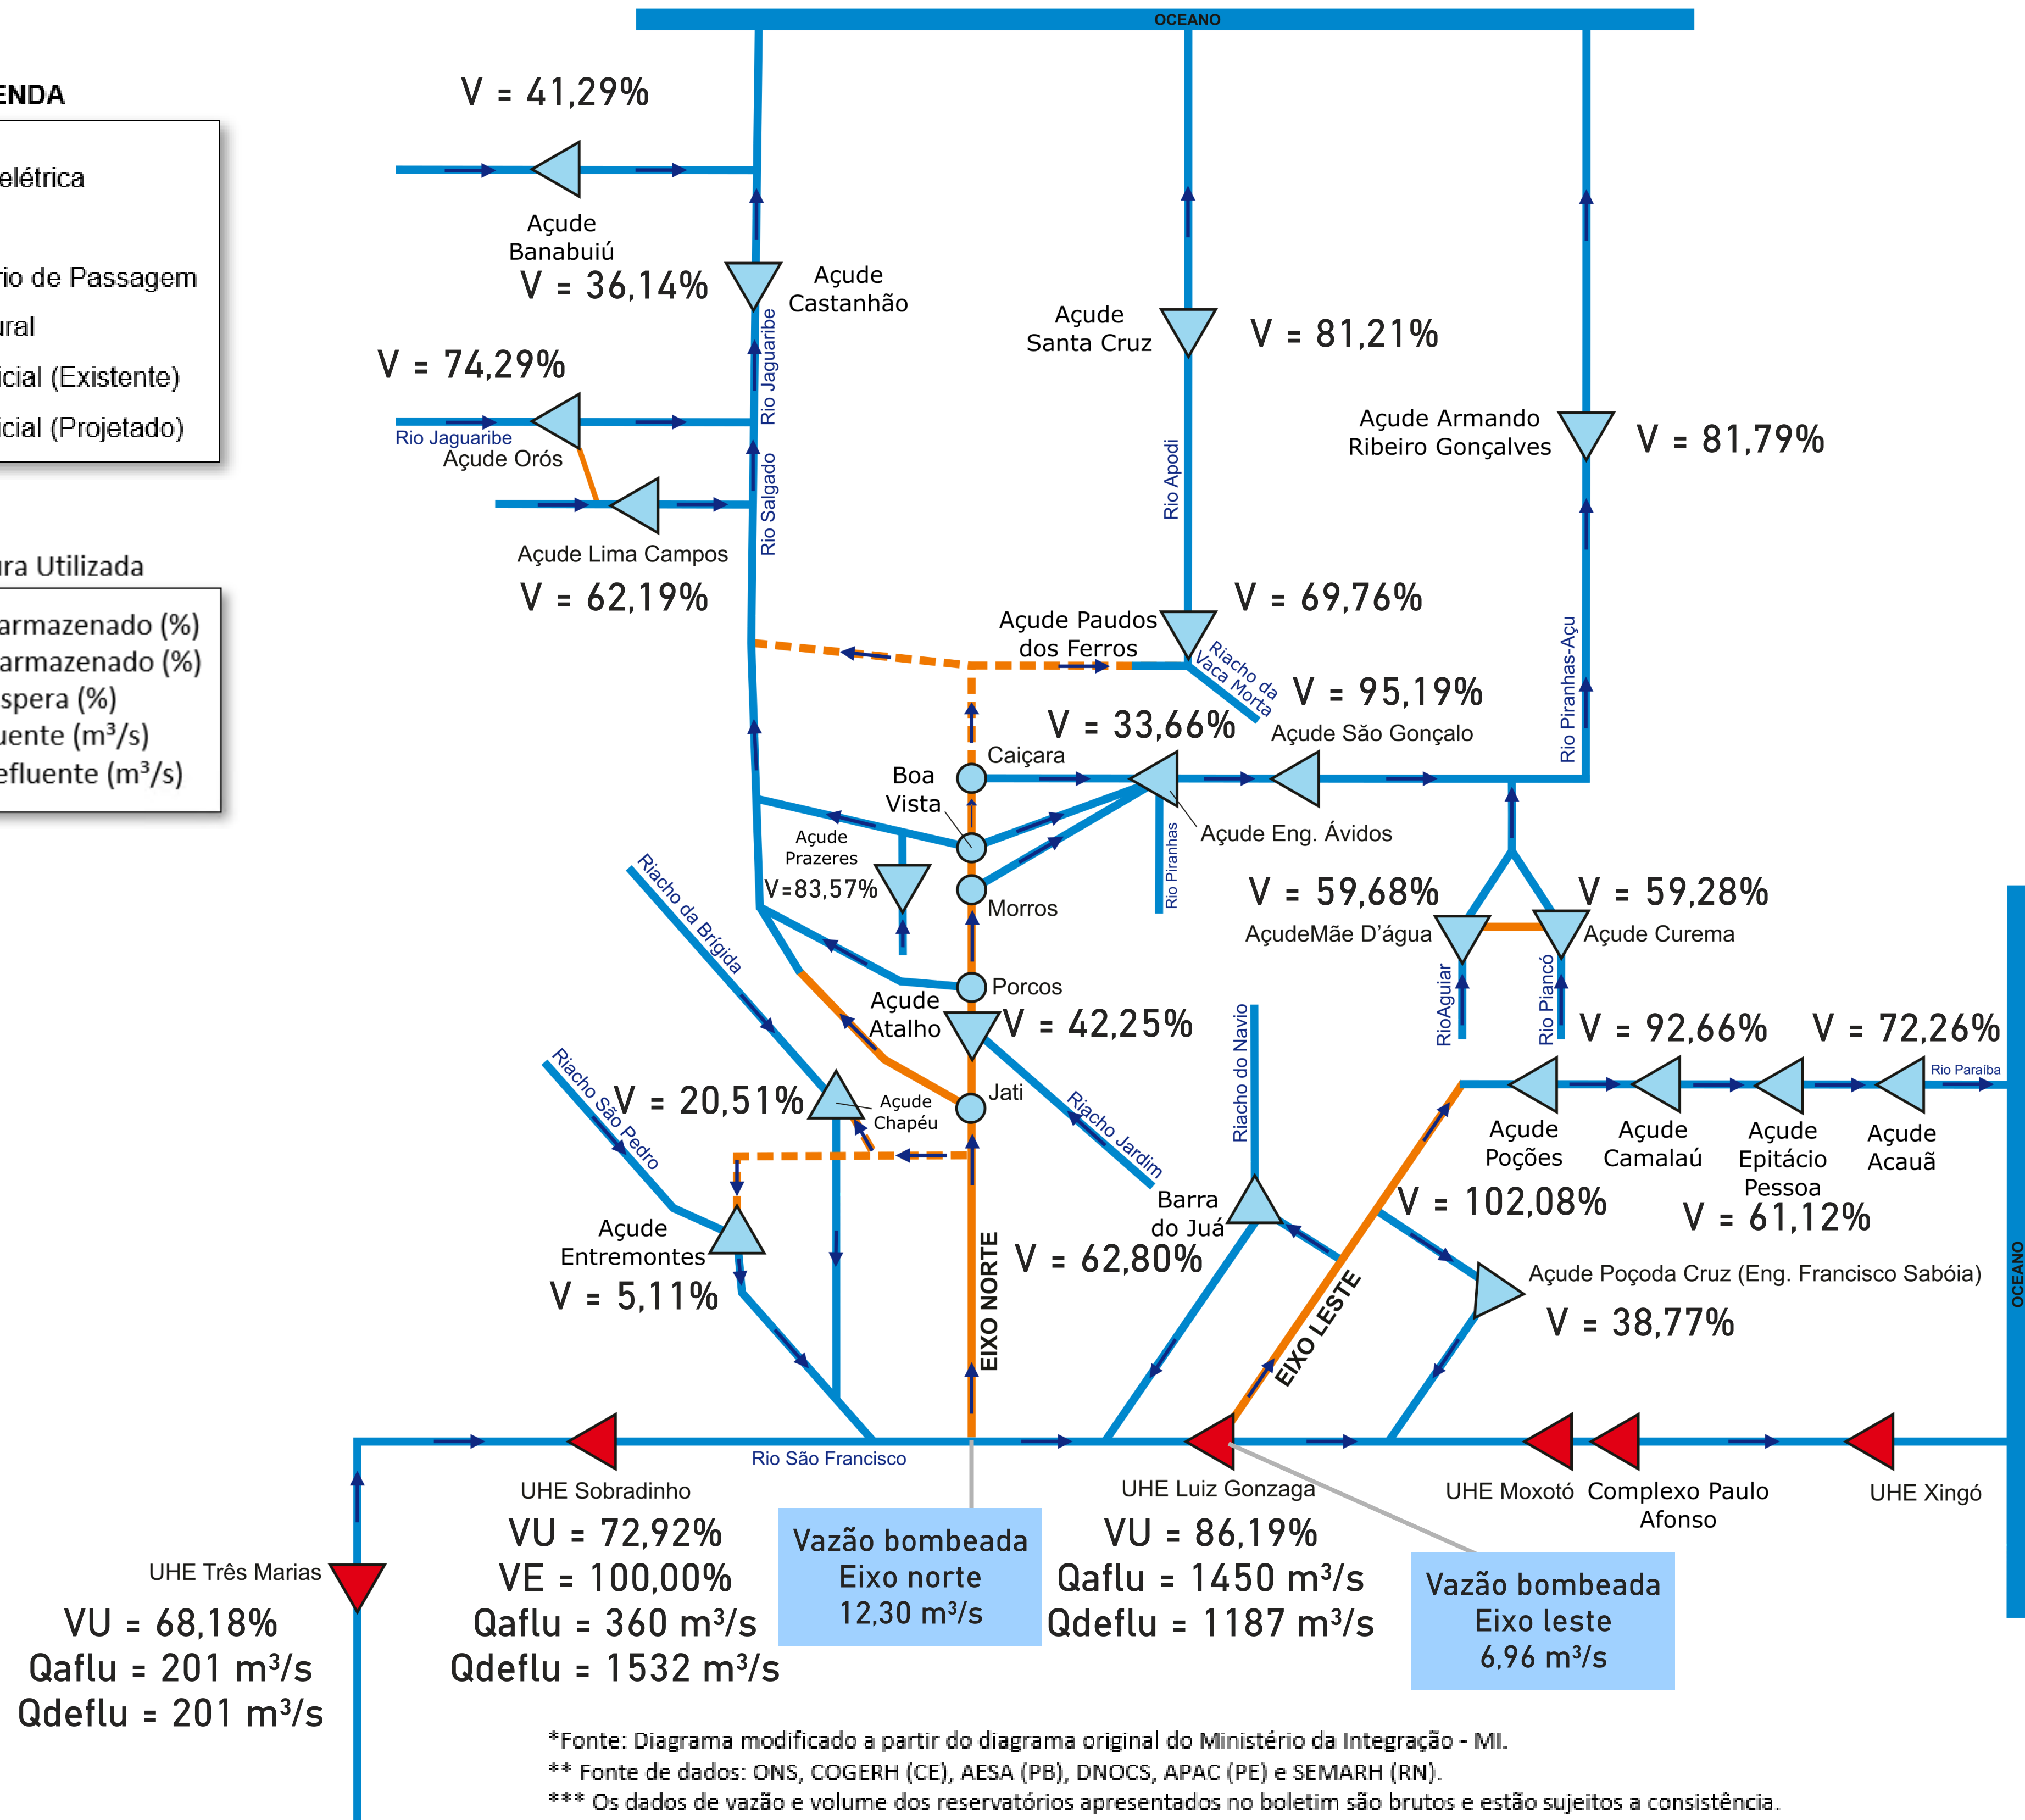 OCEANO
ENDA
elétrica
rio de Passagem
ural
icial (Existente)
icial (Projetado)
ura Utilizada
armazenado (%)
armazenado (%)
spera (%)
uente (m³/s)
efluente (m³/s)
V = 41,29%
Açude
Banabuiú
V = 36,14%
Açude
Castanhão
Rio Jaguaribe
V = 74,29%
Rio Jaguaribe
Açude Orós
Rio Salgado
Açude Lima Campos
V = 62,19%
Açude
Santa Cruz
V = 81,21%
Rio Apodi
Açude Armando
Ribeiro Gonçalves
V = 81,79%
Rio Piranhas-Açu
Açude Paudos
dos Ferros
V = 69,76%
Riacho da
Vaca Morta
V = 95,19%
Açude São Gonçalo
V = 33,66%
Caiçara
Boa
Vista
Açude Eng. Ávidos
Rio Piranhas
Açude
Prazeres
V=83,57%
Morros
Riacho da Brígida
V = 59,68%
AçudeMãe D'água
V = 59,28%
Açude Curema
RioAguiar
Rio Piancó
Porcos
Açude
Atalho
V = 42,25%
Jati
Riacho Jardim
Riacho São Pedro
V = 20,51%
Açude
Chapéu
Riacho do Navio
V = 92,66%
V = 72,26%
Rio Paraíba
Açude
Poções
Açude
Camalaú
Açude
Epitácio
Pessoa
Açude
Acauã
V = 102,08%
V = 61,12%
Barra
do Juá
V = 62,80%
Açude
Entremontes
V = 5,11%
EIXO NORTE
EIXO LESTE
Açude Poçoda Cruz (Eng. Francisco Sabóia)
V = 38,77%
OCEANO
Rio São Francisco
UHE Sobradinho
VU = 72,92%
VE = 100,00%
Qaflu = 360 m³/s
Qdeflu = 1532 m³/s
Vazão bombeada
Eixo norte
12,30 m³/s
UHE Luiz Gonzaga
VU = 86,19%
Qaflu = 1450 m³/s
Qdeflu = 1187 m³/s
Vazão bombeada
Eixo leste
6,96 m³/s
UHE Moxotó
Complexo Paulo
Afonso
UHE Xingó
UHE Três Marias
VU = 68,18%
Qaflu = 201 m³/s
Qdeflu = 201 m³/s
*Fonte: Diagrama modificado a partir do diagrama original do Ministério da Integração - MI.
** Fonte de dados: ONS, COGERH (CE), AESA (PB), DNOCS, APAC (PE) e SEMARH (RN).
*** Os dados de vazão e volume dos reservatórios apresentados no boletim são brutos e estão sujeitos a consistência.